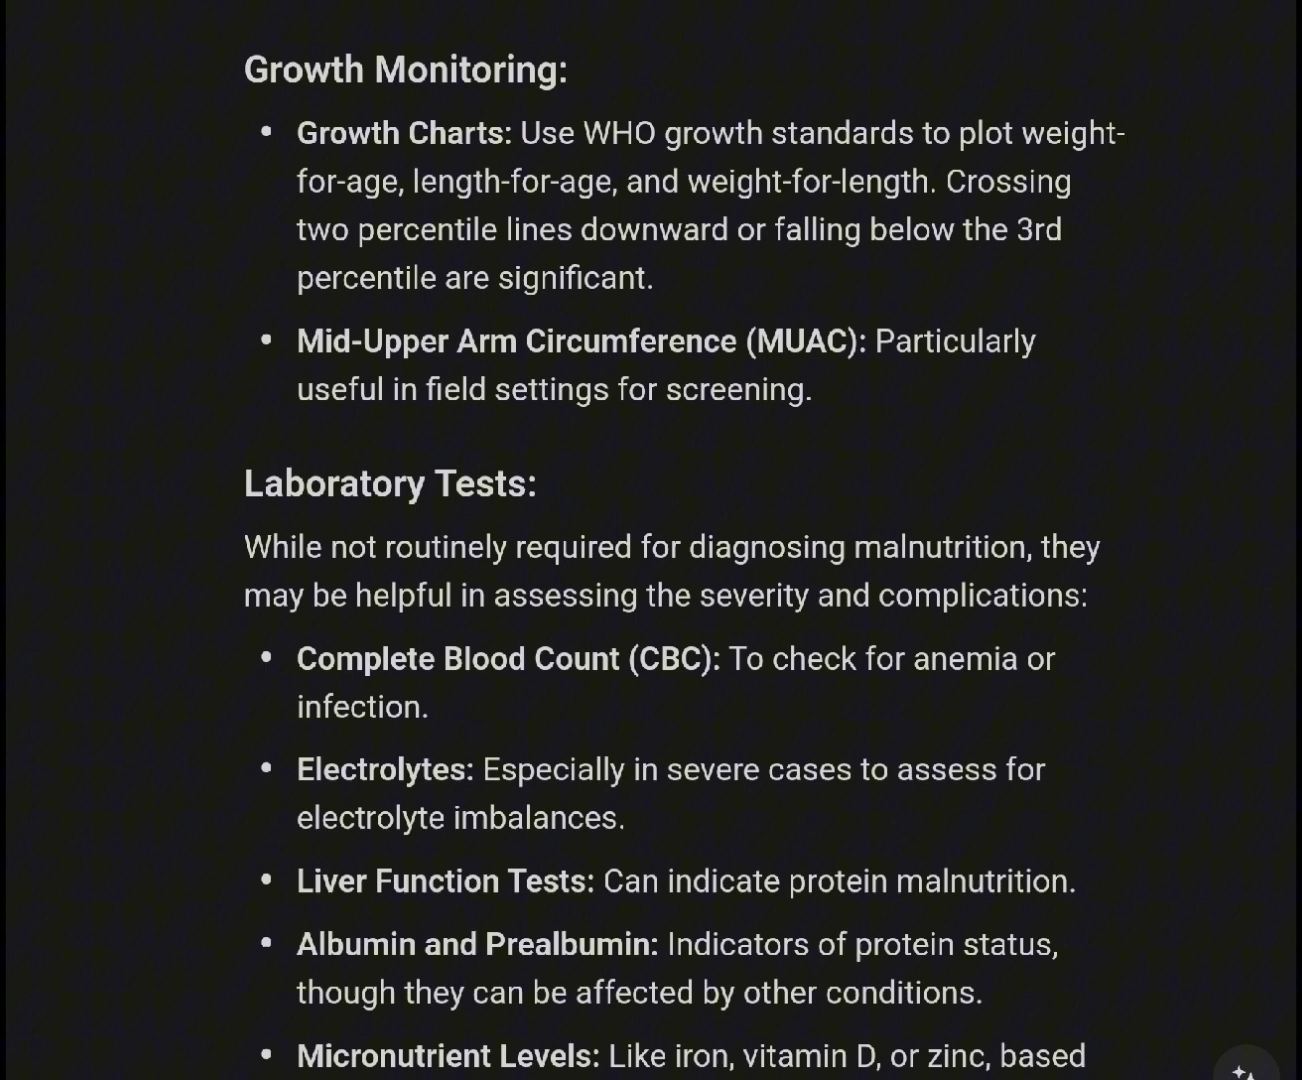 Growth Monitoring:
• Growth Charts: Use WHO growth standards to plot weight-
for-age, length-for-age, and weight-for-length. Crossing
two percentile lines downward or falling below the 3rd
percentile are significant.
• Mid-Upper Arm Circumference (MUAC): Particularly
useful in field settings for screening.
Laboratory Tests:
While not routinely required for diagnosing malnutrition, they
may be helpful in assessing the severity and complications:
• Complete Blood Count (CBC): To check for anemia or
infection.
• Electrolytes: Especially in severe cases to assess for
electrolyte imbalances.
• Liver Function Tests: Can indicate protein malnutrition.
• Albumin and Prealbumin: Indicators of protein status,
though they can be affected by other conditions.
• Micronutrient Levels: Like iron, vitamin D, or zinc, based